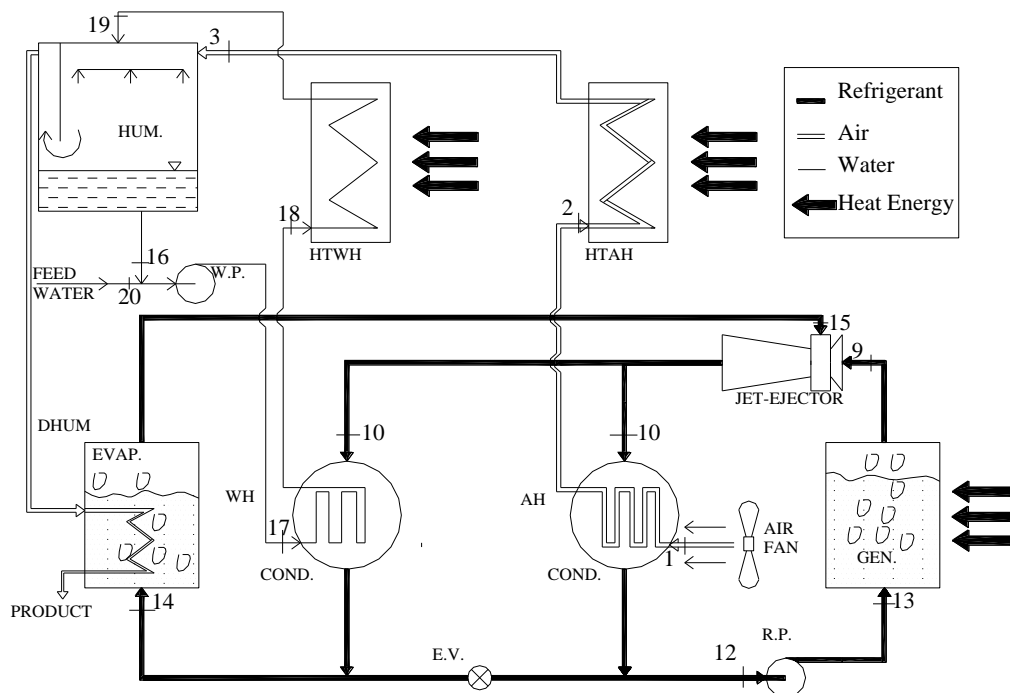 19
3
HUM.
Refrigerant
Air
Water
Heat Energy
18
2
HTWH
HTAH
16
FEED
WATER
20
W.P.
15
9
JET-EJECTOR
10
10
DHUM
EVAP.
WH
AH
17
1
AIR
FAN
COND.
COND.
GEN.
PRODUCT
14
13
E.V.
12
R.P.